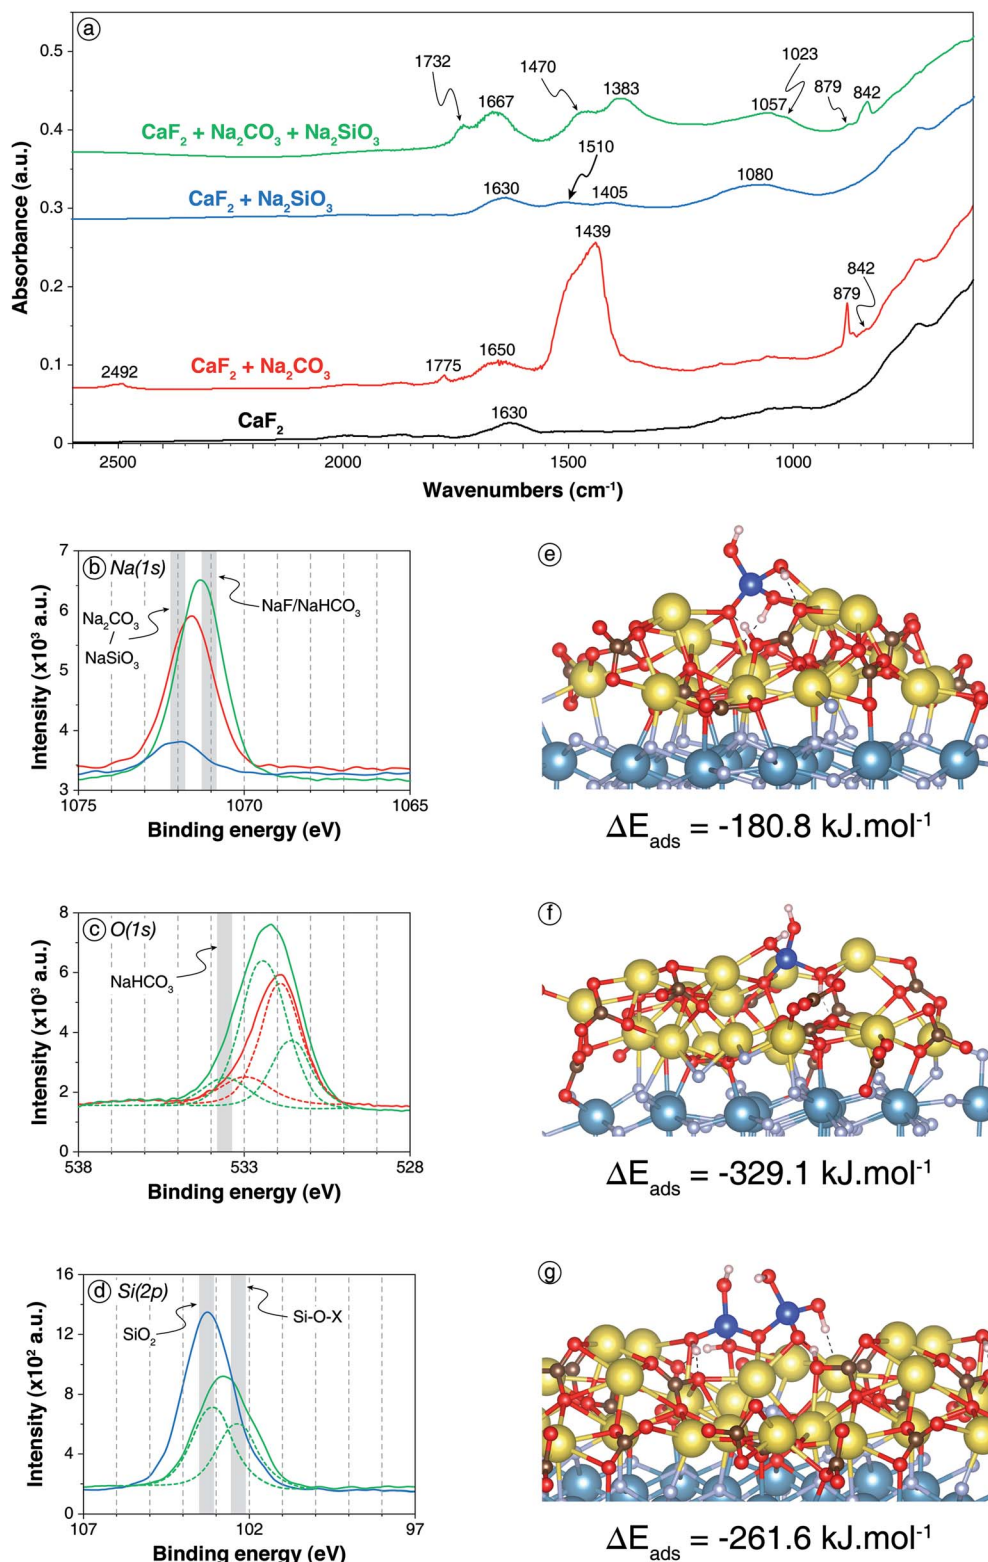 ⓐ
0.5
0.4
0.3
0.2
0.1
0
Absorbance (a.u.)
1732
1667
1470
1383
1023
1057
879
842
CaF₂ + Na₂CO₃ + Na₂SiO₃
1510
1630
1405
1080
CaF₂ + Na₂SiO₃
1439
842
879
2492
1775
1650
CaF₂ + Na₂CO₃
1630
CaF₂
2500
2000
1500
1000
Wavenumbers (cm⁻¹)
ⓑ Na(1s)
7
6
5
4
3
Intensity (x10³ a.u.)
Na₂CO₃
/
NaSiO₃
NaF/NaHCO₃
1075
1070
1065
Binding energy (eV)
ⓔ
ΔE_ads = -180.8 kJ.mol⁻¹
ⓒ O(1s)
8
6
4
2
0
Intensity (x10³ a.u.)
NaHCO₃
538
533
528
Binding energy (eV)
ⓕ
ΔE_ads = -329.1 kJ.mol⁻¹
ⓓ Si(2p)
16
12
8
4
0
Intensity (x10² a.u.)
SiO₂
Si-O-X
107
102
97
Binding energy (eV)
ⓖ
ΔE_ads = -261.6 kJ.mol⁻¹